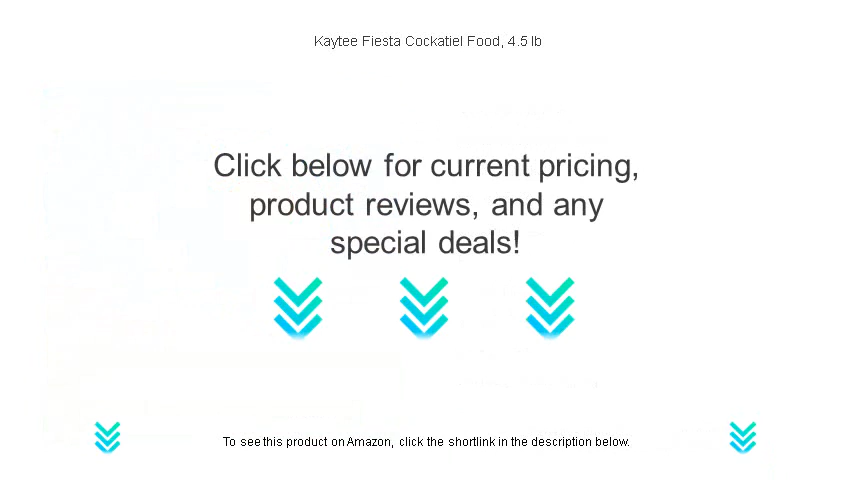 Kaytee Fiesta Cockatiel Food, 4.5 lb
Click below for current pricing,
product reviews, and any
special deals!
To see this product on Amazon, click the shortlink in the description below.